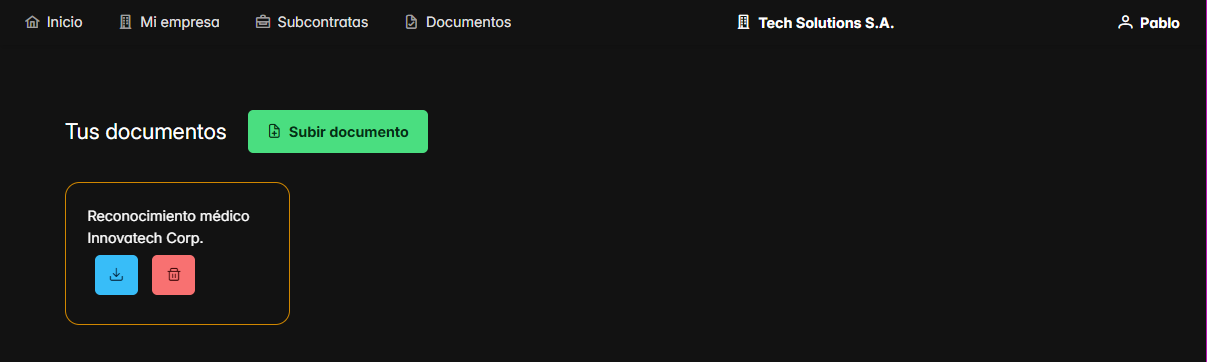 Inicio Mi empresa Subcontratas Documentos Tech Solutions S.A. Pablo
Tus documentos Subir documento
Reconocimiento médico
Innovatech Corp.